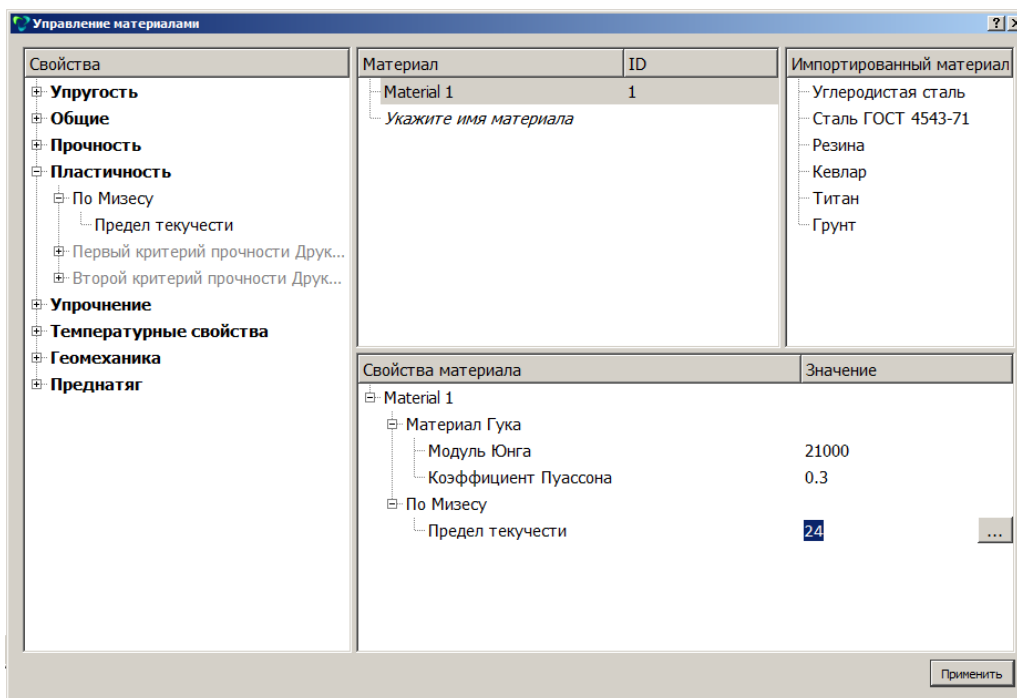 Управление материалами
Свойства
Упругость
Общие
Прочность
Пластичность
По Мизесу
Предел текучести
Первый критерий прочности Друк...
Второй критерий прочности Друк...
Упрочнение
Температурные свойства
Геомеханика
Преднатяг
Материал ID
Material 1 1
Укажите имя материала
Импортированный материал
Углеродистая сталь
Сталь ГОСТ 4543-71
Резина
Кевлар
Титан
Грунт
Свойства материала Значение
Material 1
Материал Гука
Модуль Юнга 21000
Коэффициент Пуассона 0.3
По Мизесу
Предел текучести 24 ...
Применить